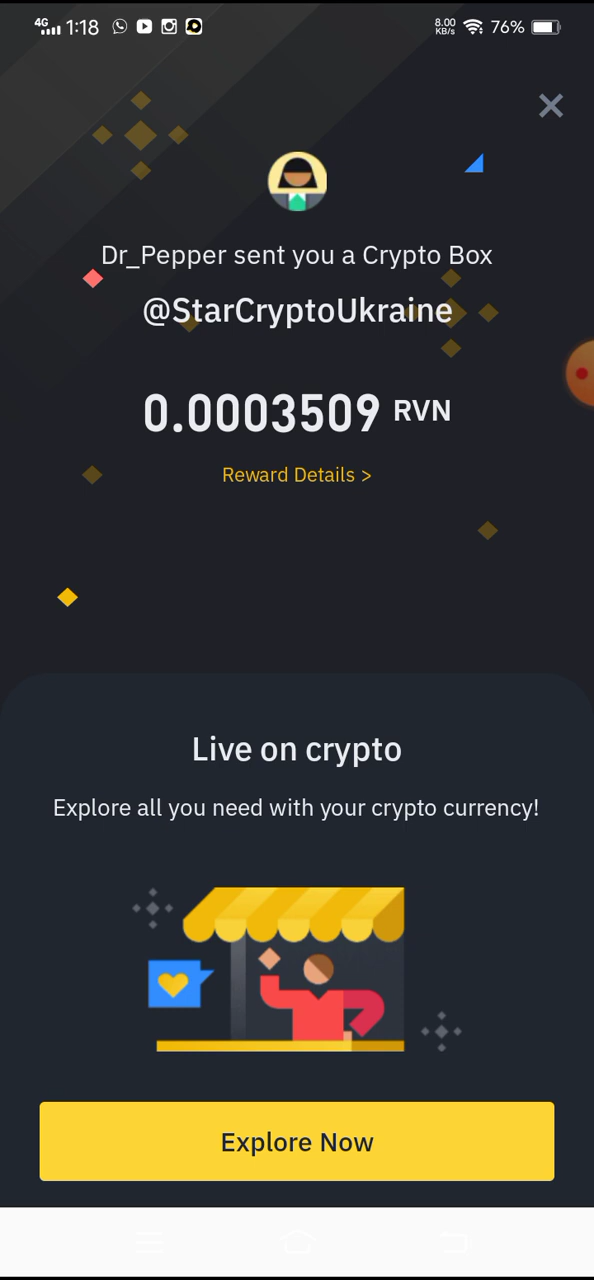 4G 1:18 8.00 KB/s 76%
Dr_Pepper sent you a Crypto Box
@StarCryptoUkraine
0.0003509 RVN
Reward Details >
Live on crypto
Explore all you need with your crypto currency!
Explore Now